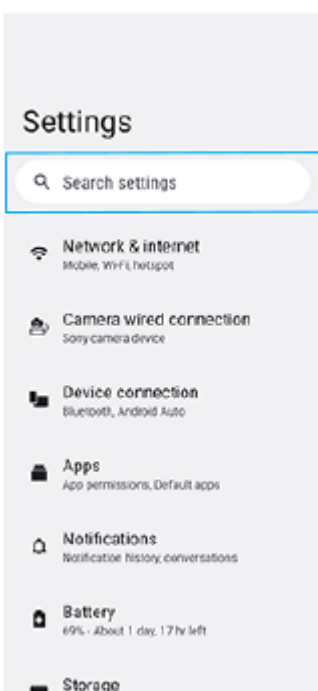 Settings
Search settings
Network & internet
Mobile, Wi-Fi, hotspot
Camera wired connection
Sony camera device
Device connection
Bluetooth, Android Auto
Apps
App permissions, Default apps
Notifications
Notification history, conversations
Battery
69% - About 1 day, 17 hr left
Storage